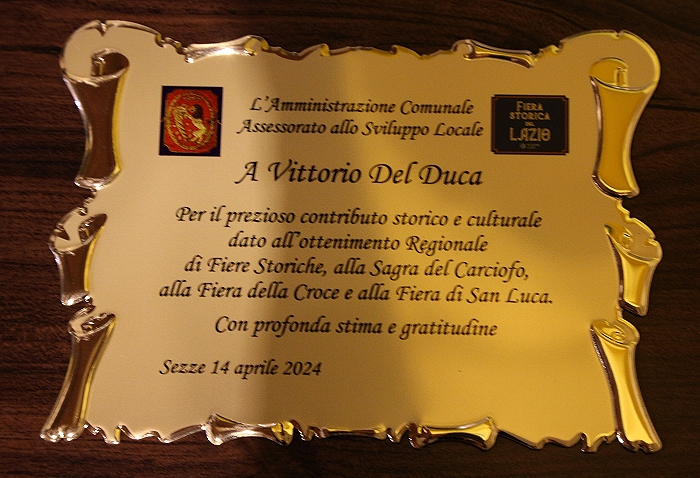 L'Amministrazione Comunale
Assessorato allo Sviluppo Locale
FIERA
STORICA
DEL
LAZIO
A Vittorio Del Duca
Per il prezioso contributo storico e culturale
dato all'ottenimento Regionale
di Fiere Storiche, alla Sagra del Carciofo,
alla Fiera della Croce e alla Fiera di San Luca.
Con profonda stima e gratitudine
Sezze 14 aprile 2024